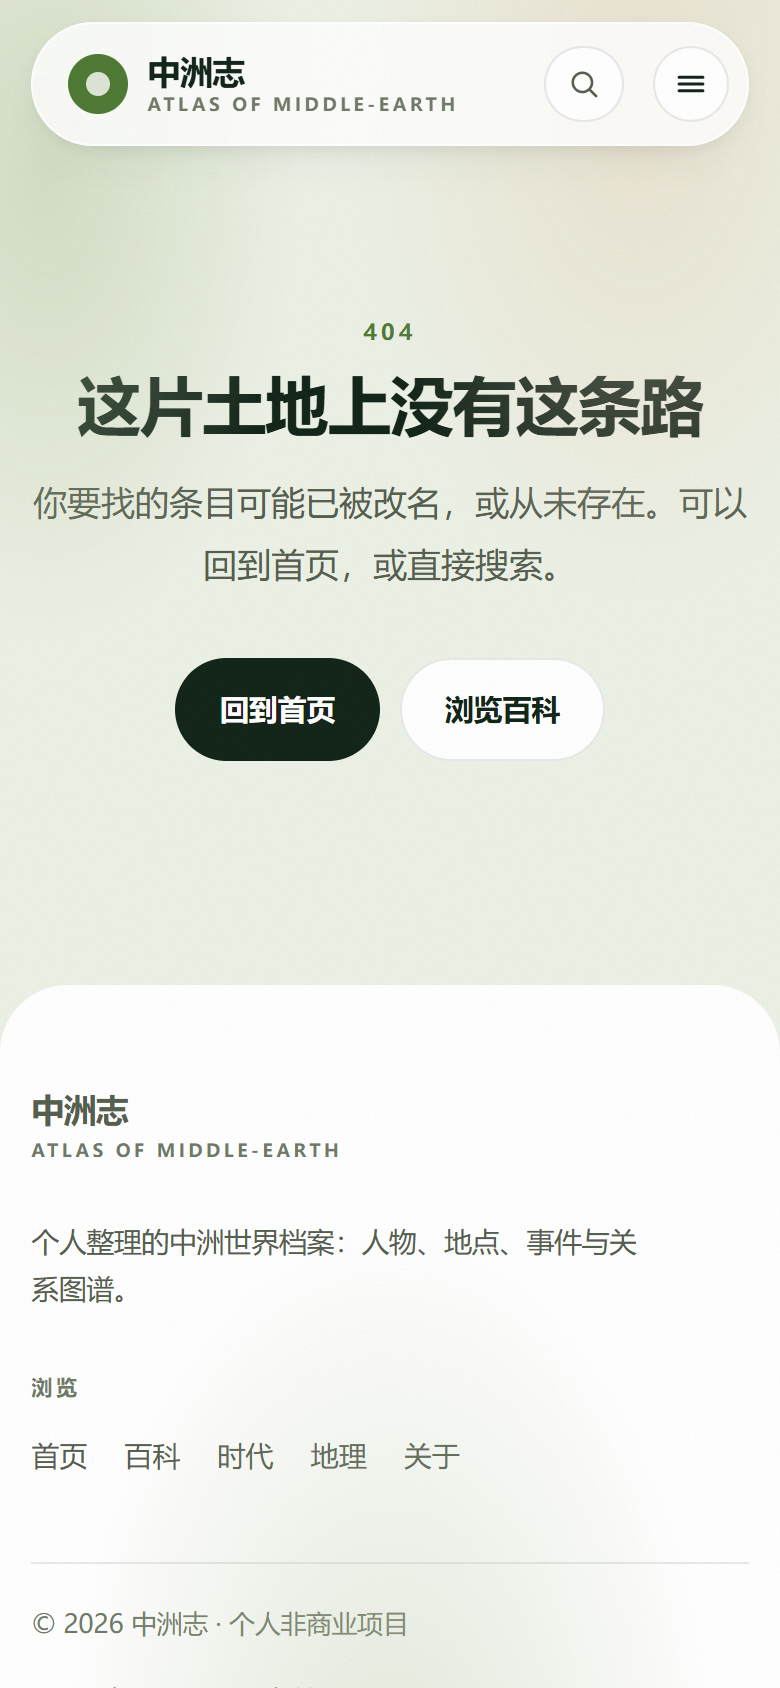 中洲志
ATLAS OF MIDDLE-EARTH
404
这片土地上没有这条路
你要找的条目可能已被改名，或从未存在。可以
回到首页，或直接搜索。
回到首页
浏览百科
中洲志
ATLAS OF MIDDLE-EARTH
个人整理的中洲世界档案：人物、地点、事件与关
系图谱。
浏览
首页 百科 时代 地理 关于
© 2026 中洲志 · 个人非商业项目